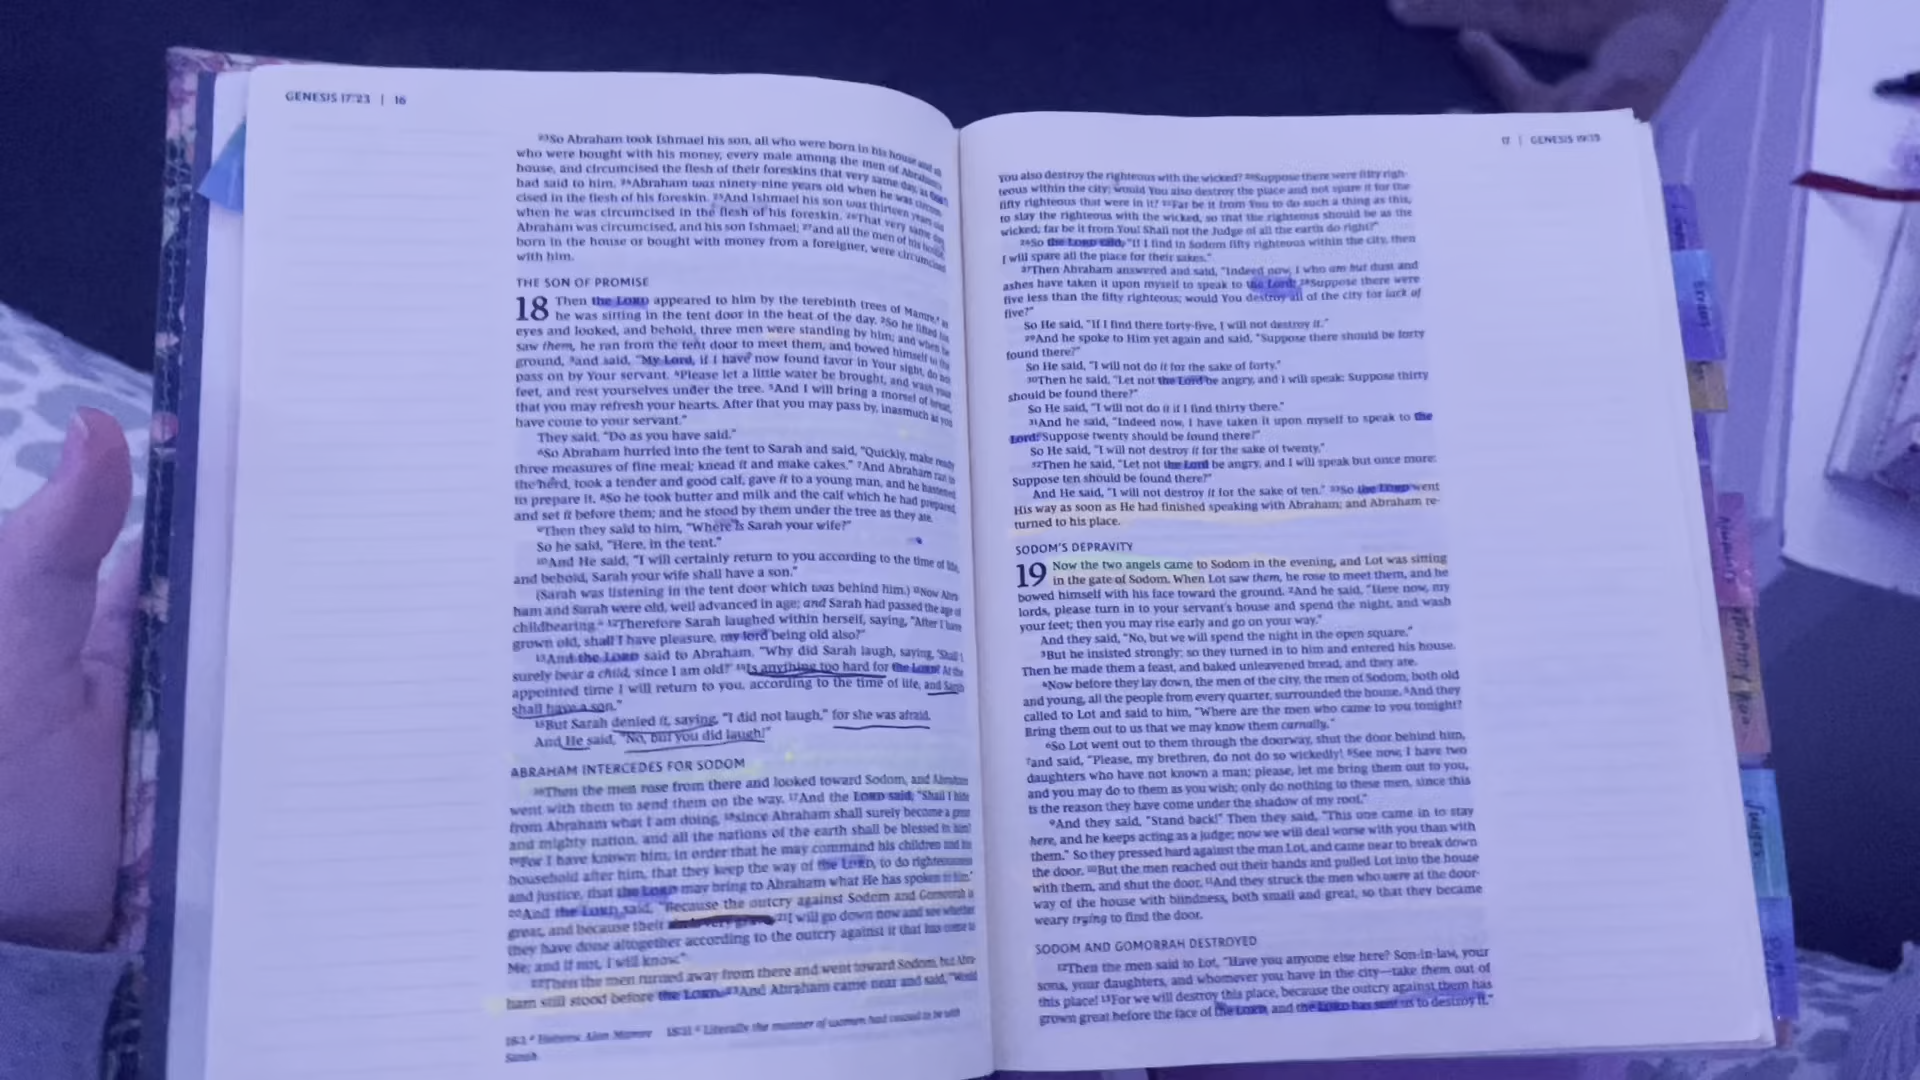 GENESIS 17:23 | 16
23So Abraham took Ishmael his son, all who were born in his house and all
who were bought with his money, every male among the men of Abraham's
house, and circumcised the flesh of their foreskins that very same day, as God
had said to him. 24Abraham was ninety-nine years old when he was circum-
cised in the flesh of his foreskin. 25And Ishmael his son was thirteen years old
when he was circumcised in the flesh of his foreskin. 26That very same day
Abraham was circumcised, and his son Ishmael; 27and all the men of his house,
born in the house or bought with money from a foreigner, were circumcised
with him.
THE SON OF PROMISE
18 Then the LORD appeared to him by the terebinth trees of Mamre,a as
he was sitting in the tent door in the heat of the day. 2So he lifted his
eyes and looked, and behold, three men were standing by him; and when he
saw them, he ran from the tent door to meet them, and bowed himself to the
ground, 3and said, "My Lord, if I have now found favor in Your sight, do not
pass on by Your servant. 4Please let a little water be brought, and wash your
feet, and rest yourselves under the tree. 5And I will bring a morsel of bread,
that you may refresh your hearts. After that you may pass by, inasmuch as you
have come to your servant."
They said, "Do as you have said."
6So Abraham hurried into the tent to Sarah and said, "Quickly, make ready
three measures of fine meal; knead it and make cakes." 7And Abraham ran to
the herd, took a tender and good calf, gave it to a young man, and he hastened
to prepare it. 8So he took butter and milk and the calf which he had prepared,
and set it before them; and he stood by them under the tree as they ate.
9Then they said to him, "Where is Sarah your wife?"
So he said, "Here, in the tent."
10And He said, "I will certainly return to you according to the time of life,
and behold, Sarah your wife shall have a son."
(Sarah was listening in the tent door which was behind him.) 11Now Abra-
ham and Sarah were old, well advanced in age; and Sarah had passed the age of
childbearing.a 12Therefore Sarah laughed within herself, saying, "After I have
grown old, shall I have pleasure, my lord being old also?"
13And the LORD said to Abraham, "Why did Sarah laugh, saying, 'Shall I
surely bear a child, since I am old?' 14Is anything too hard for the LORD? At the
appointed time I will return to you, according to the time of life, and Sarah
shall have a son."
15But Sarah denied it, saying, "I did not laugh," for she was afraid.
And He said, "No, but you did laugh!"
ABRAHAM INTERCEDES FOR SODOM
16Then the men rose from there and looked toward Sodom, and Abraham
went with them to send them on the way. 17And the LORD said, "Shall I hide
from Abraham what I am doing, 18since Abraham shall surely become a great
and mighty nation, and all the nations of the earth shall be blessed in him?
19For I have known him, in order that he may command his children and his
household after him, that they keep the way of the LORD, to do righteousness
and justice, that the LORD may bring to Abraham what He has spoken to him."
20And the LORD said, "Because the outcry against Sodom and Gomorrah is
great, and because their very 21I will go down now and see whether
they have done altogether according to the outcry against it that has come to
Me; and if not, I will know."
22Then the men turned away from there and went toward Sodom, but Abra-
ham still stood before the LORD. 23And Abraham came near and said, "Would
18:1 a Hebrew Alon Mamre 18:11 a Literally the manner of women had ceased to be with
Sarah
17 | GENESIS 19:13
You also destroy the righteous with the wicked? 24Suppose there were fifty righ-
teous within the city; would You also destroy the place and not spare it for the
fifty righteous that were in it? 25Far be it from You to do such a thing as this,
to slay the righteous with the wicked, so that the righteous should be as the
wicked; far be it from You! Shall not the Judge of all the earth do right?"
26So the LORD said, "If I find in Sodom fifty righteous within the city, then
I will spare all the place for their sakes."
27Then Abraham answered and said, "Indeed now, I who am but dust and
ashes have taken it upon myself to speak to the Lord: 28Suppose there were
five less than the fifty righteous; would You destroy all of the city for lack of
five?"
So He said, "If I find there forty-five, I will not destroy it."
29And he spoke to Him yet again and said, "Suppose there should be forty
found there?"
So He said, "I will not do it for the sake of forty."
30Then he said, "Let not the Lord be angry, and I will speak: Suppose thirty
should be found there?"
So He said, "I will not do it if I find thirty there."
31And he said, "Indeed now, I have taken it upon myself to speak to the
Lord: Suppose twenty should be found there?"
So He said, "I will not destroy it for the sake of twenty."
32Then he said, "Let not the Lord be angry, and I will speak but once more:
Suppose ten should be found there?"
And He said, "I will not destroy it for the sake of ten." 33So the LORD went
His way as soon as He had finished speaking with Abraham; and Abraham re-
turned to his place.
SODOM'S DEPRAVITY
19 Now the two angels came to Sodom in the evening, and Lot was sitting
in the gate of Sodom. When Lot saw them, he rose to meet them, and he
bowed himself with his face toward the ground. 2And he said, "Here now, my
lords, please turn in to your servant's house and spend the night, and wash
your feet; then you may rise early and go on your way."
And they said, "No, but we will spend the night in the open square."
3But he insisted strongly; so they turned in to him and entered his house.
Then he made them a feast, and baked unleavened bread, and they ate.
4Now before they lay down, the men of the city, the men of Sodom, both old
and young, all the people from every quarter, surrounded the house. 5And they
called to Lot and said to him, "Where are the men who came to you tonight?
Bring them out to us that we may know them carnally."
6So Lot went out to them through the doorway, shut the door behind him,
7and said, "Please, my brethren, do not do so wickedly! 8See now, I have two
daughters who have not known a man; please, let me bring them out to you,
and you may do to them as you wish; only do nothing to these men, since this
is the reason they have come under the shadow of my roof."
9And they said, "Stand back!" Then they said, "This one came in to stay
here, and he keeps acting as a judge; now we will deal worse with you than with
them." So they pressed hard against the man Lot, and came near to break down
the door. 10But the men reached out their hands and pulled Lot into the house
with them, and shut the door. 11And they struck the men who were at the door-
way of the house with blindness, both small and great, so that they became
weary trying to find the door.
SODOM AND GOMORRAH DESTROYED
12Then the men said to Lot, "Have you anyone else here? Son-in-law, your
sons, your daughters, and whomever you have in the city—take them out of
this place! 13For we will destroy this place, because the outcry against them has
grown great before the face of the LORD, and the LORD has sent us to destroy it."